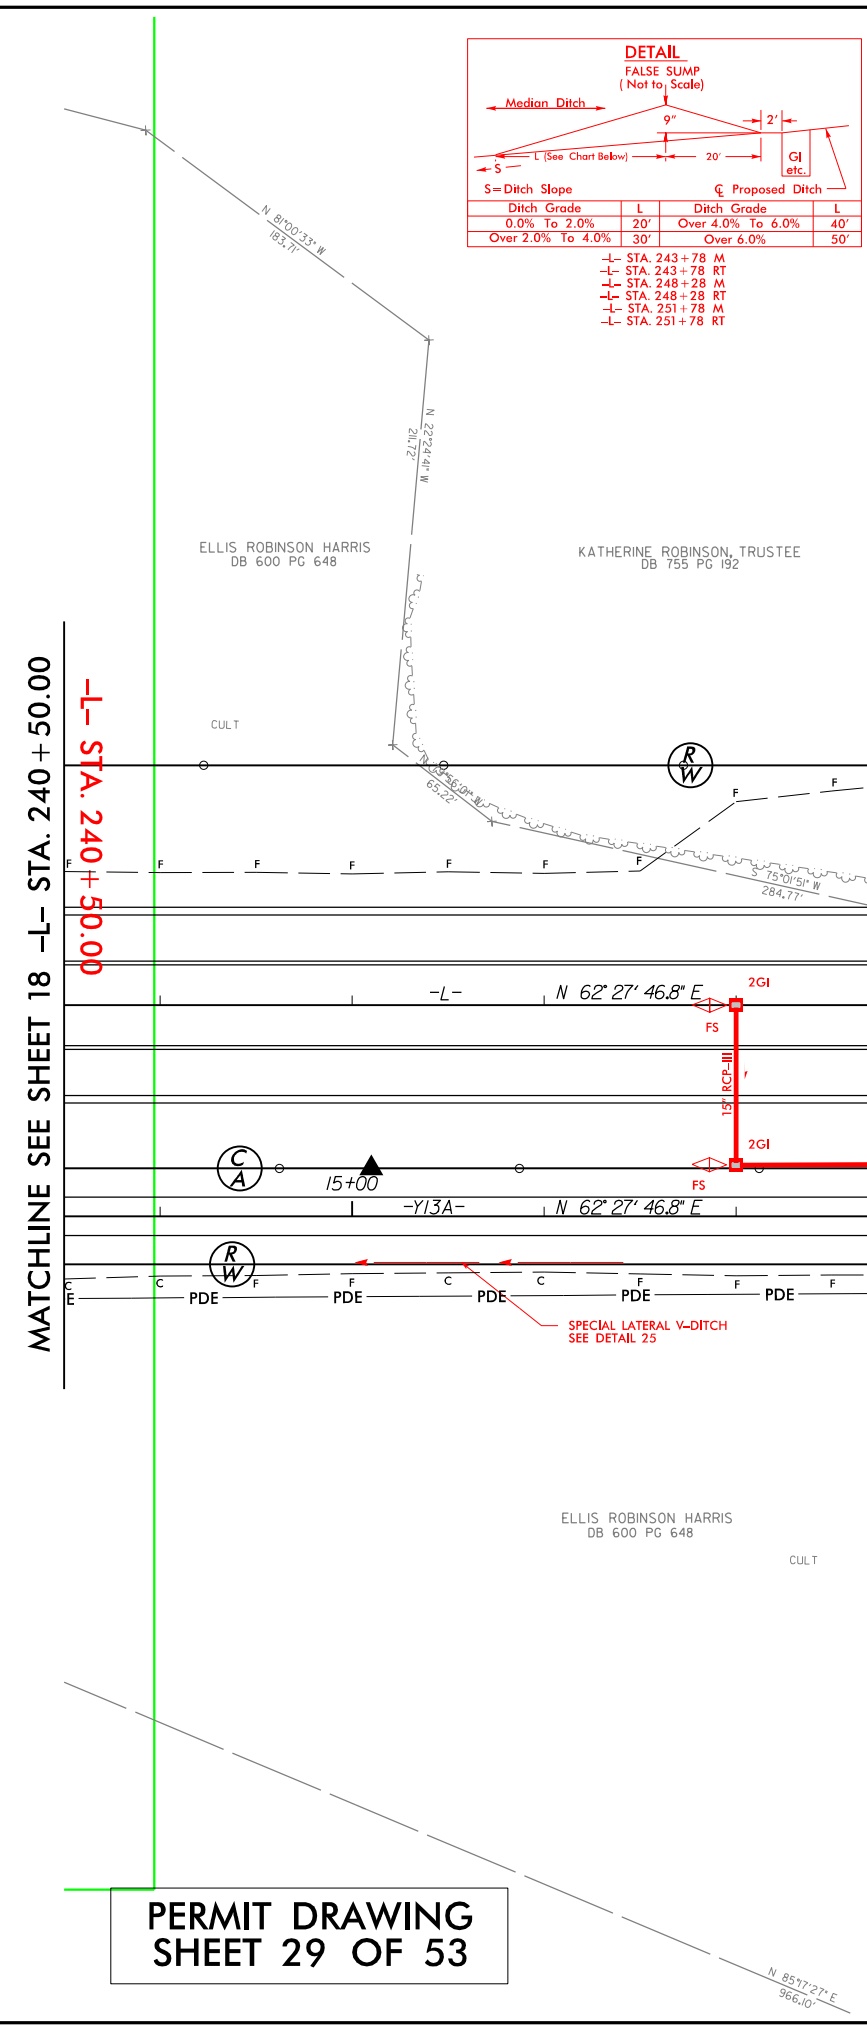 DETAIL
FALSE SUMP
( Not to Scale)
Median Ditch
9"
2'
L (See Chart Below)
20'
GI
etc.
S
S=Ditch Slope
℄ Proposed Ditch
Ditch Grade L Ditch Grade L
0.0% To 2.0% 20' Over 4.0% To 6.0% 40'
Over 2.0% To 4.0% 30' Over 6.0% 50'
-L- STA. 243+78 M
-L- STA. 243+78 RT
-L- STA. 248+28 M
-L- STA. 248+28 RT
-L- STA. 251+78 M
-L- STA. 251+78 RT
N 81°00'33" W
183.71'
N 22°24'41" W
211.72'
ELLIS ROBINSON HARRIS
DB 600 PG 648
KATHERINE ROBINSON, TRUSTEE
DB 755 PG 192
MATCHLINE SEE SHEET 18 -L- STA. 240+50.00
-L- STA. 240+50.00
CULT
R
W
65.22'
F F
F F F F F F F
S 75°01'51" W
284.77'
-L- N 62° 27' 46.8" E
2GI
FS
15" RCP-III
2GI
FS
C
A
15+00
-Y13A- N 62° 27' 46.8" E
R
W
C C F F C C F F F
E PDE PDE PDE PDE PDE
SPECIAL LATERAL V-DITCH
SEE DETAIL 25
ELLIS ROBINSON HARRIS
DB 600 PG 648
CULT
PERMIT DRAWING
SHEET 29 OF 53
N 85°17'27" E
966.10'